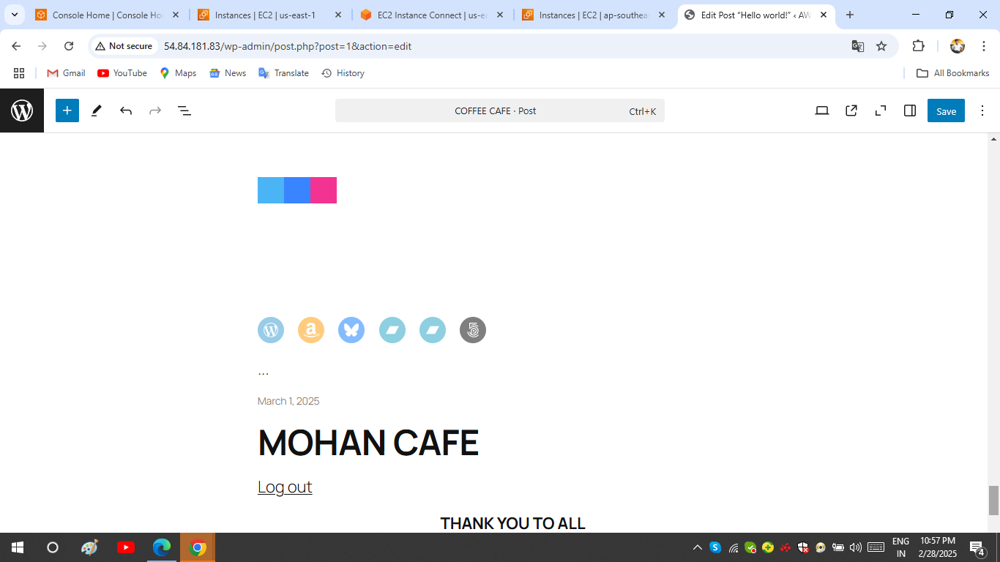 Console Home | Console Ho
Instances | EC2 | us-east-1
EC2 Instance Connect | us-ea
Instances | EC2 | ap-southeas
Edit Post “Hello world!” ‹ AW
Not secure
54.84.181.83/wp-admin/post.php?post=1&action=edit
Gmail
YouTube
Maps
News
Translate
History
All Bookmarks
COFFEE CAFE · Post
Ctrl+K
Save
...
March 1, 2025
MOHAN CAFE
Log out
THANK YOU TO ALL
ENG
IN
10:57 PM
2/28/2025
4